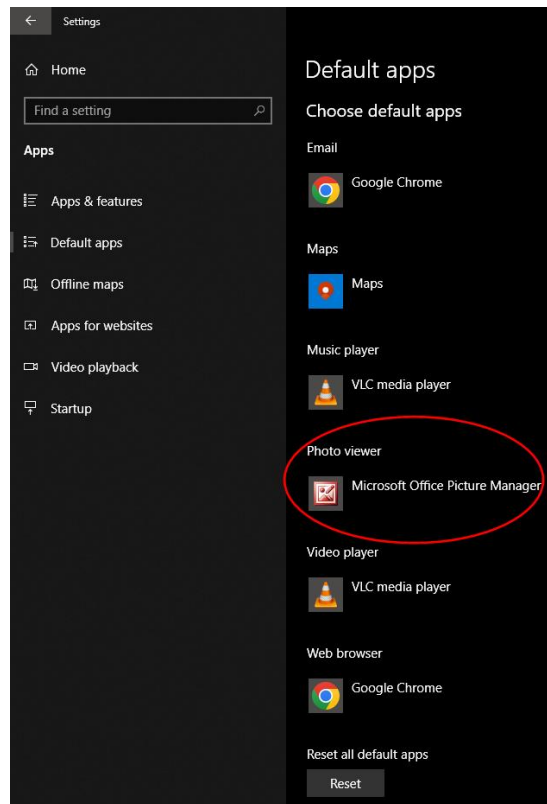 Settings
Home
Find a setting
Apps
Apps & features
Default apps
Offline maps
Apps for websites
Video playback
Startup
Default apps
Choose default apps
Email
Google Chrome
Maps
Maps
Music player
VLC media player
Photo viewer
Microsoft Office Picture Manager
Video player
VLC media player
Web browser
Google Chrome
Reset all default apps
Reset